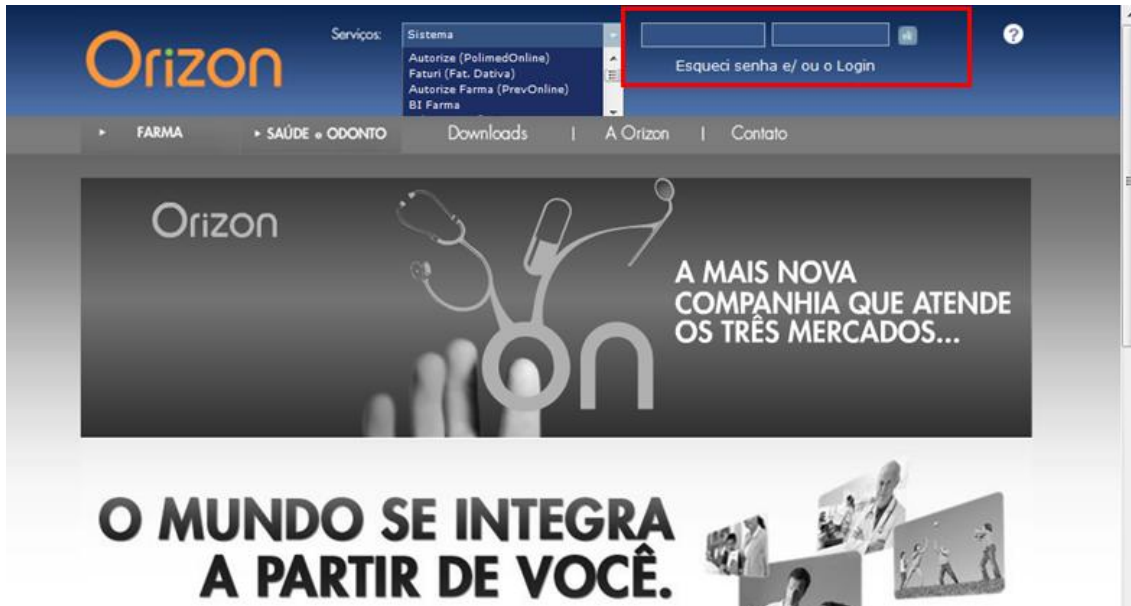 Orizon
Serviços:
Sistema
Autorize (PolimedOnline)
Faturi (Fat. Dativa)
Autorize Farma (PrevOnline)
BI Farma
ok
?
Esqueci senha e/ ou o Login
FARMA
SAÚDE e ODONTO
Downloads | A Orizon | Contato
Orizon
on
A MAIS NOVA
COMPANHIA QUE ATENDE
OS TRÊS MERCADOS...
O MUNDO SE INTEGRA
A PARTIR DE VOCÊ.